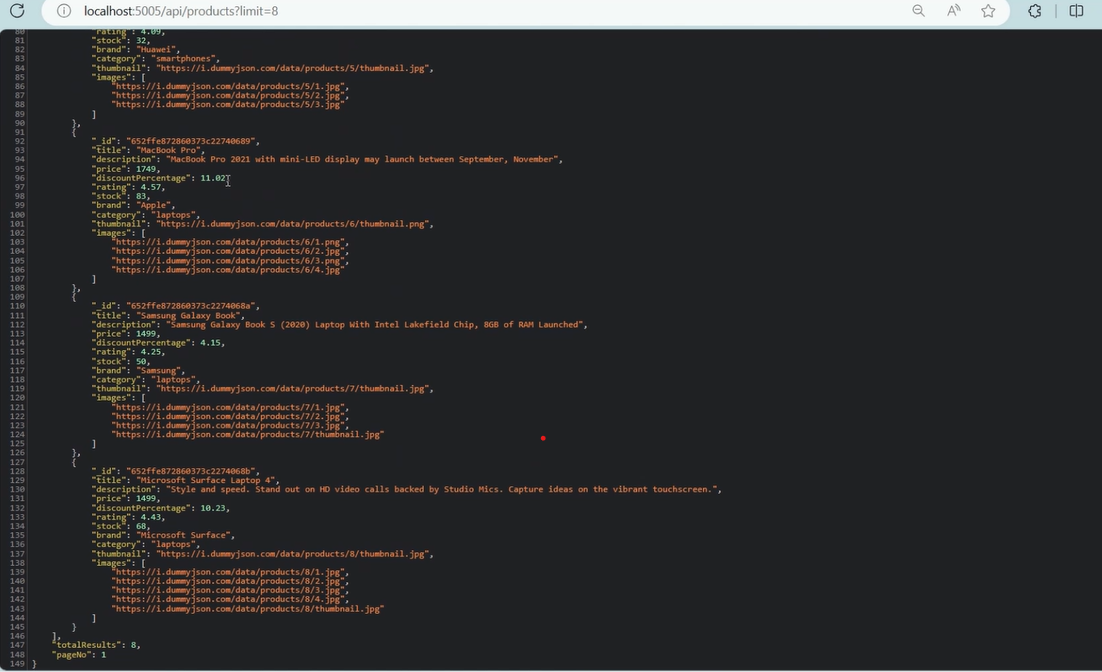 localhost:5005/api/products?limit=8
80 "rating": 4.09,
81 "stock": 32,
82 "brand": "Huawei",
83 "category": "smartphones",
84 "thumbnail": "https://i.dummyjson.com/data/products/5/thumbnail.jpg",
85 "images": [
86 "https://i.dummyjson.com/data/products/5/1.jpg",
87 "https://i.dummyjson.com/data/products/5/2.jpg",
88 "https://i.dummyjson.com/data/products/5/3.jpg"
89 ]
90 },
91 {
92 "_id": "652ffe872860373c22740689",
93 "title": "MacBook Pro",
94 "description": "MacBook Pro 2021 with mini-LED display may launch between September, November",
95 "price": 1749,
96 "discountPercentage": 11.02,
97 "rating": 4.57,
98 "stock": 83,
99 "brand": "Apple",
100 "category": "laptops",
101 "thumbnail": "https://i.dummyjson.com/data/products/6/thumbnail.png",
102 "images": [
103 "https://i.dummyjson.com/data/products/6/1.png",
104 "https://i.dummyjson.com/data/products/6/2.jpg",
105 "https://i.dummyjson.com/data/products/6/3.png",
106 "https://i.dummyjson.com/data/products/6/4.jpg"
107 ]
108 },
109 {
110 "_id": "652ffe872860373c2274068a",
111 "title": "Samsung Galaxy Book",
112 "description": "Samsung Galaxy Book S (2020) Laptop With Intel Lakefield Chip, 8GB of RAM Launched",
113 "price": 1499,
114 "discountPercentage": 4.15,
115 "rating": 4.25,
116 "stock": 50,
117 "brand": "Samsung",
118 "category": "laptops",
119 "thumbnail": "https://i.dummyjson.com/data/products/7/thumbnail.jpg",
120 "images": [
121 "https://i.dummyjson.com/data/products/7/1.jpg",
122 "https://i.dummyjson.com/data/products/7/2.jpg",
123 "https://i.dummyjson.com/data/products/7/3.jpg",
124 "https://i.dummyjson.com/data/products/7/thumbnail.jpg"
125 ]
126 },
127 {
128 "_id": "652ffe872860373c2274068b",
129 "title": "Microsoft Surface Laptop 4",
130 "description": "Style and speed. Stand out on HD video calls backed by Studio Mics. Capture ideas on the vibrant touchscreen.",
131 "price": 1499,
132 "discountPercentage": 10.23,
133 "rating": 4.43,
134 "stock": 68,
135 "brand": "Microsoft Surface",
136 "category": "laptops",
137 "thumbnail": "https://i.dummyjson.com/data/products/8/thumbnail.jpg",
138 "images": [
139 "https://i.dummyjson.com/data/products/8/1.jpg",
140 "https://i.dummyjson.com/data/products/8/2.jpg",
141 "https://i.dummyjson.com/data/products/8/3.jpg",
142 "https://i.dummyjson.com/data/products/8/4.jpg",
143 "https://i.dummyjson.com/data/products/8/thumbnail.jpg"
144 ]
145 }
146 ],
147 "totalResults": 8,
148 "pageNo": 1
149 }